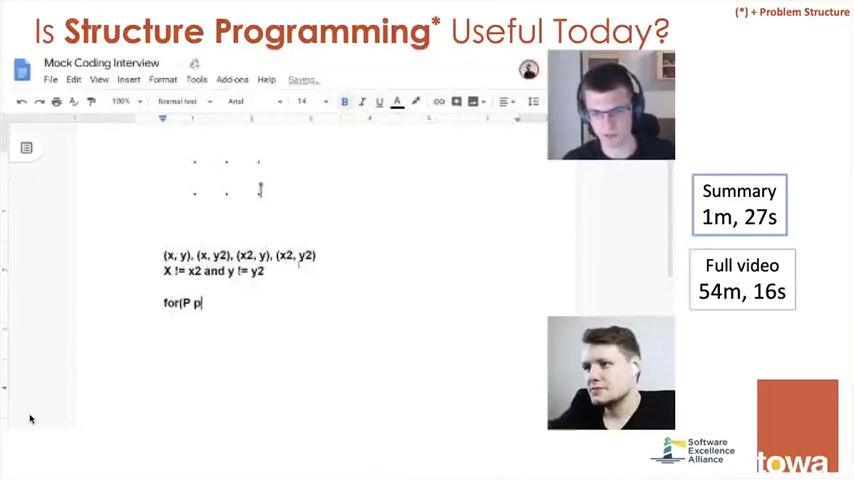 (*) + Problem Structure
Is Structure Programming* Useful Today?
Mock Coding Interview
File Edit View Insert Format Tools Add-ons Help Saving...
100% Normal text Arial 14 B I U A
(x, y), (x, y2), (x2, y), (x2, y2)
X != x2 and y != y2
for(P p
Summary
1m, 27s
Full video
54m, 16s
Software
Excellence
Alliance
towa